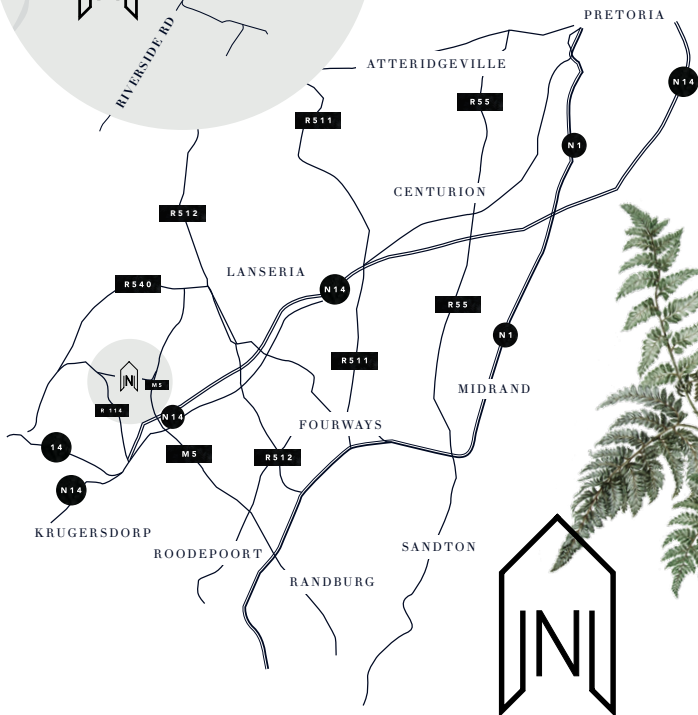 PRETORIA
RIVERSIDE RD
ATTERIDGEVILLE
N14
R55
R511
N1
CENTURION
R512
LANSERIA
R540
N14
R55
N1
R511
M5
MIDRAND
R 114
N14
FOURWAYS
14
M5
R512
N14
KRUGERSDORP
ROODEPOORT
SANDTON
RANDBURG
N
N